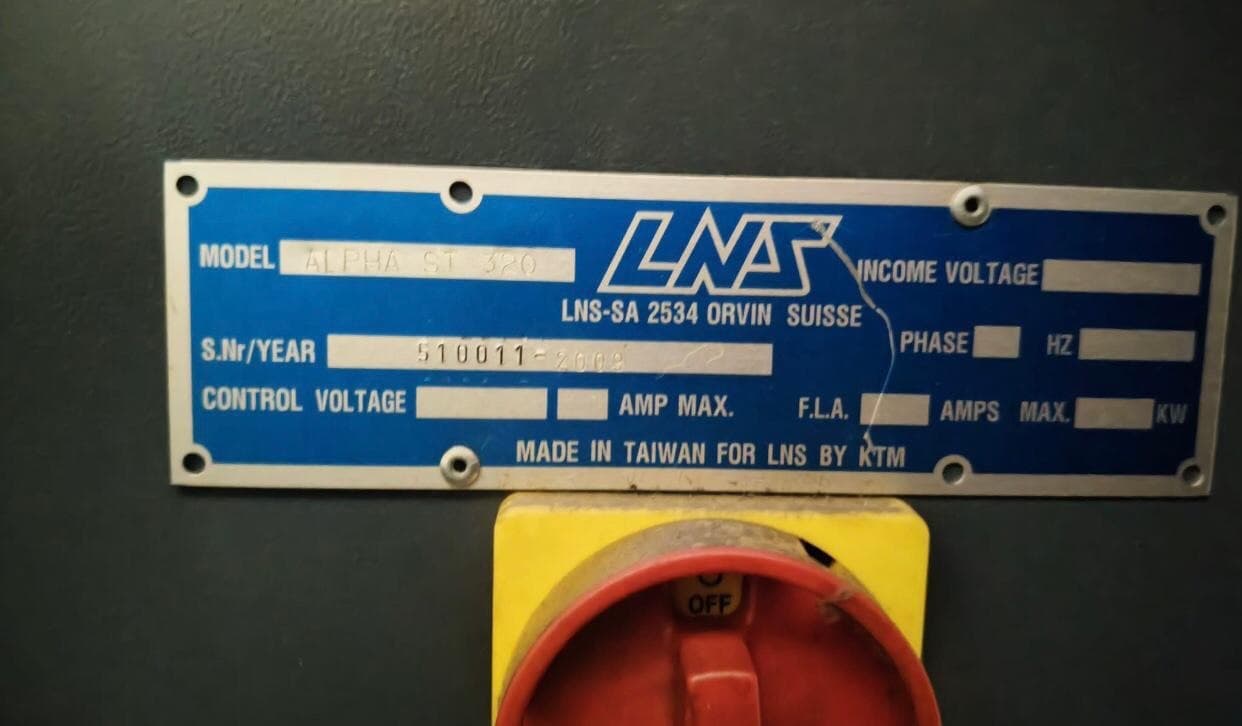 MODEL ALPHA ST 320
LNS
INCOME VOLTAGE
LNS-SA 2534 ORVIN SUISSE
S.Nr/YEAR 510011-2009
PHASE HZ
CONTROL VOLTAGE AMP MAX. F.L.A. AMPS MAX. KW
MADE IN TAIWAN FOR LNS BY KTM
OFF